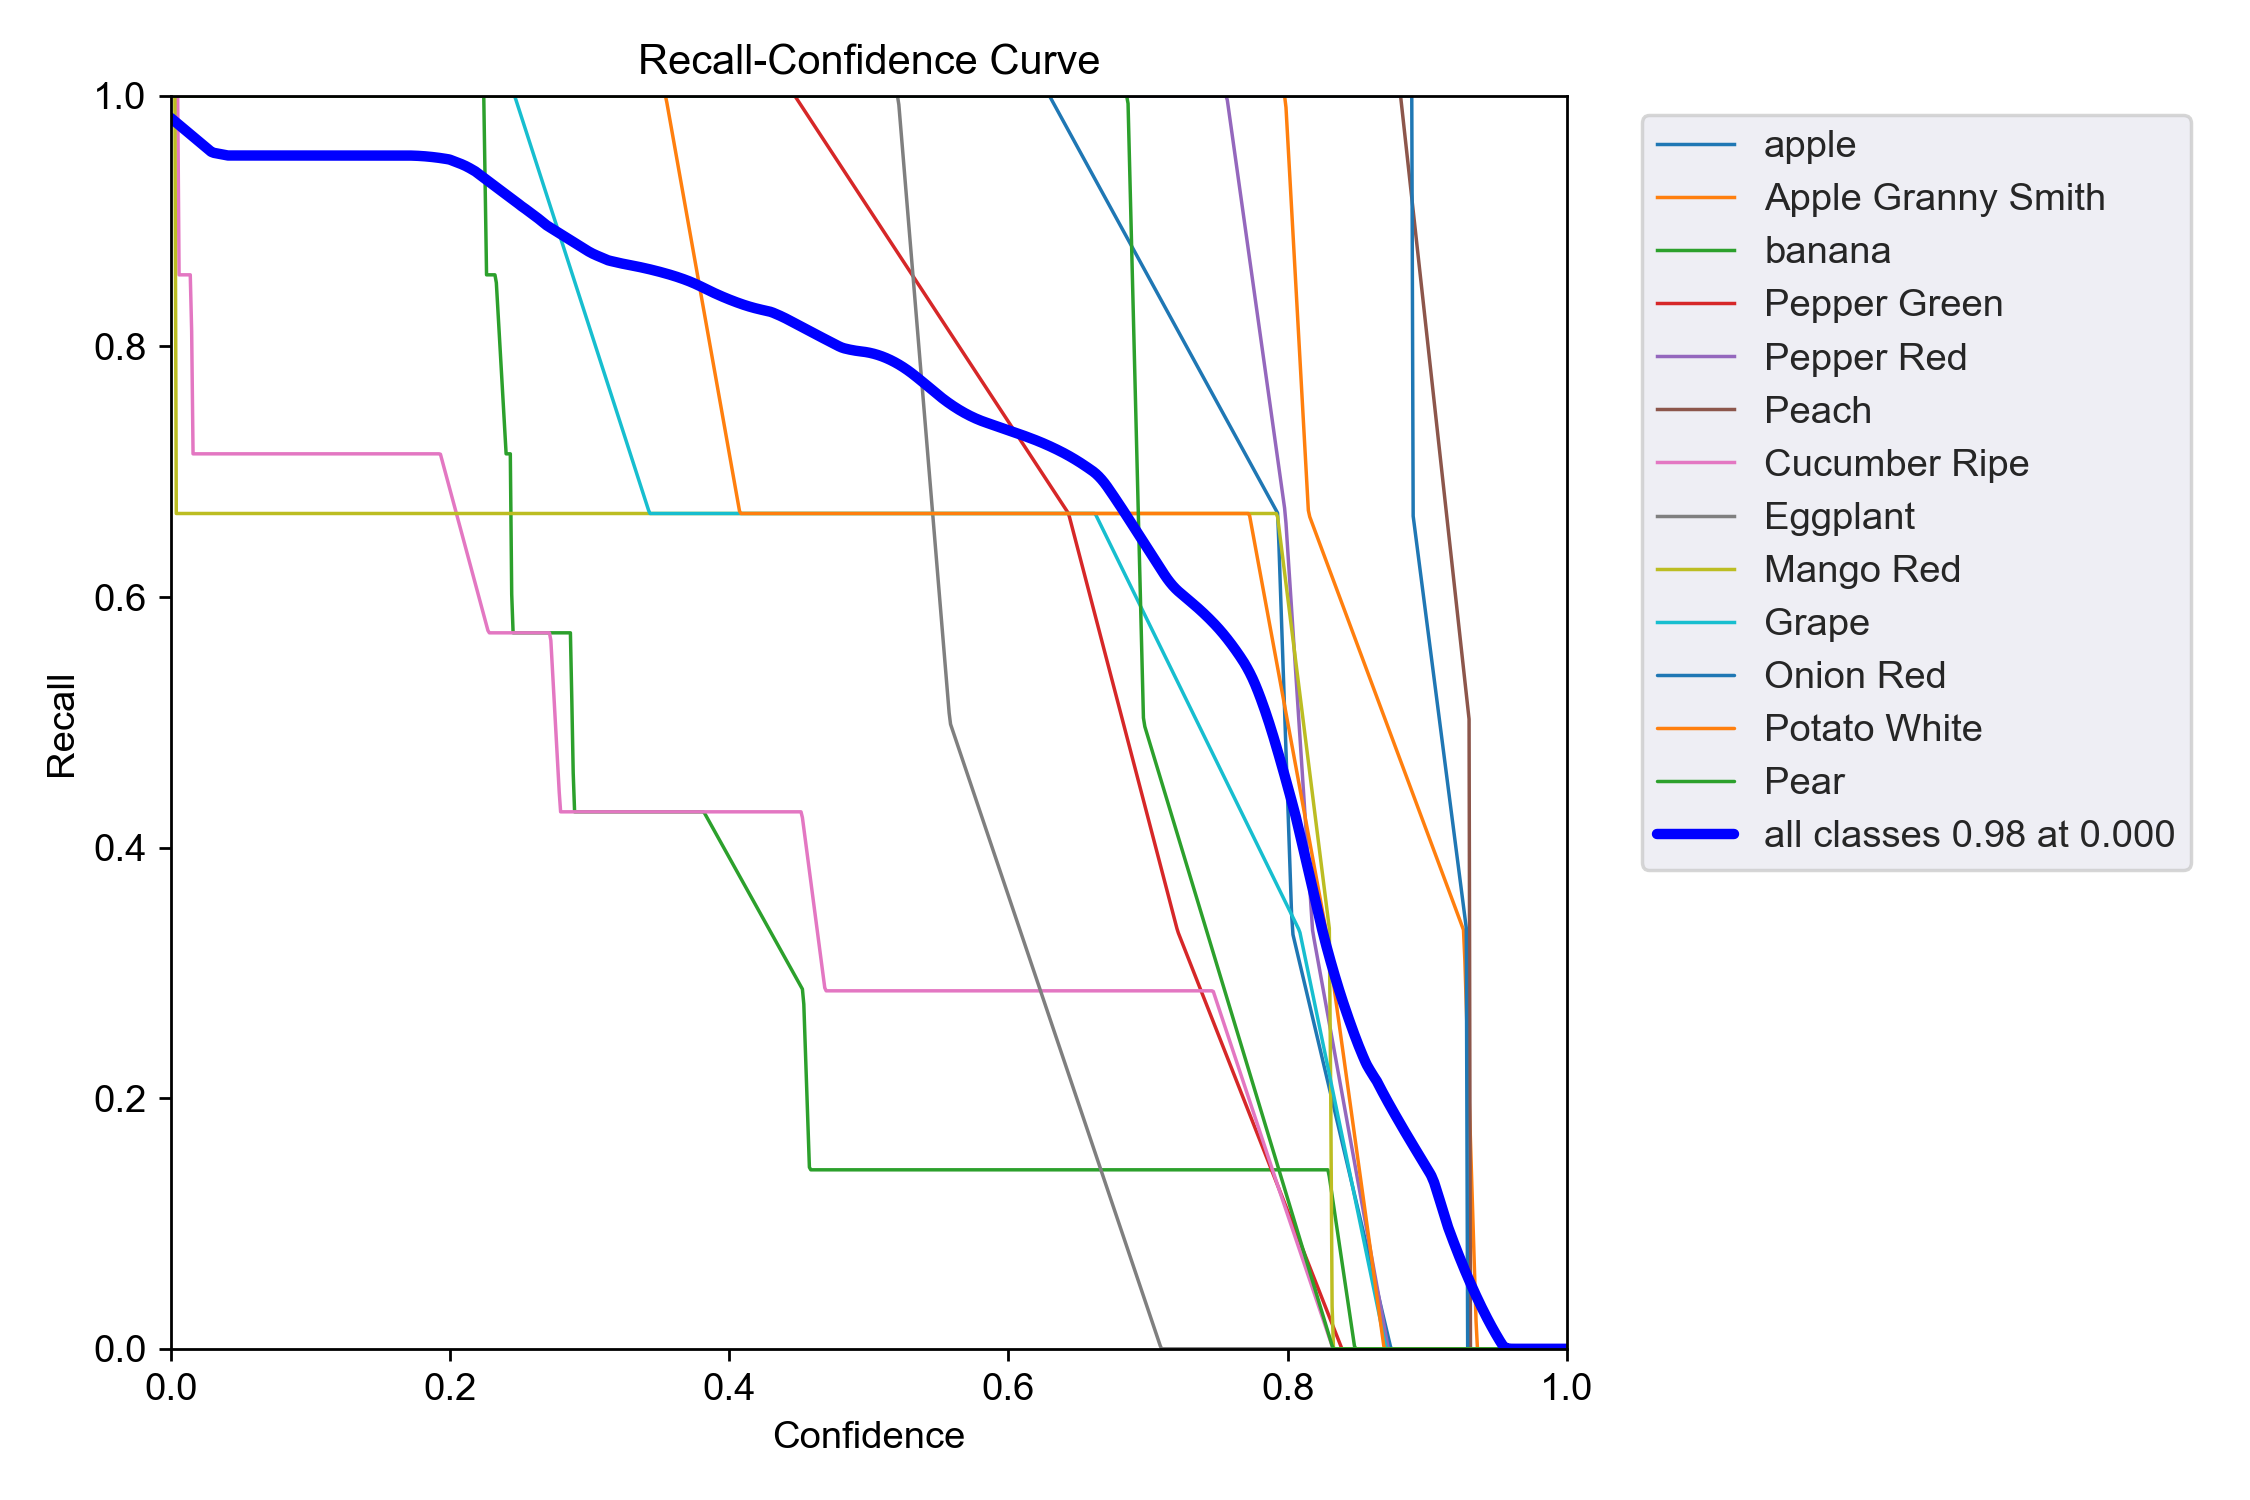 Recall-Confidence Curve
1.0
0.8
0.6
0.4
0.2
0.0
Recall
0.0 0.2 0.4 0.6 0.8 1.0
Confidence
apple
Apple Granny Smith
banana
Pepper Green
Pepper Red
Peach
Cucumber Ripe
Eggplant
Mango Red
Grape
Onion Red
Potato White
Pear
all classes 0.98 at 0.000